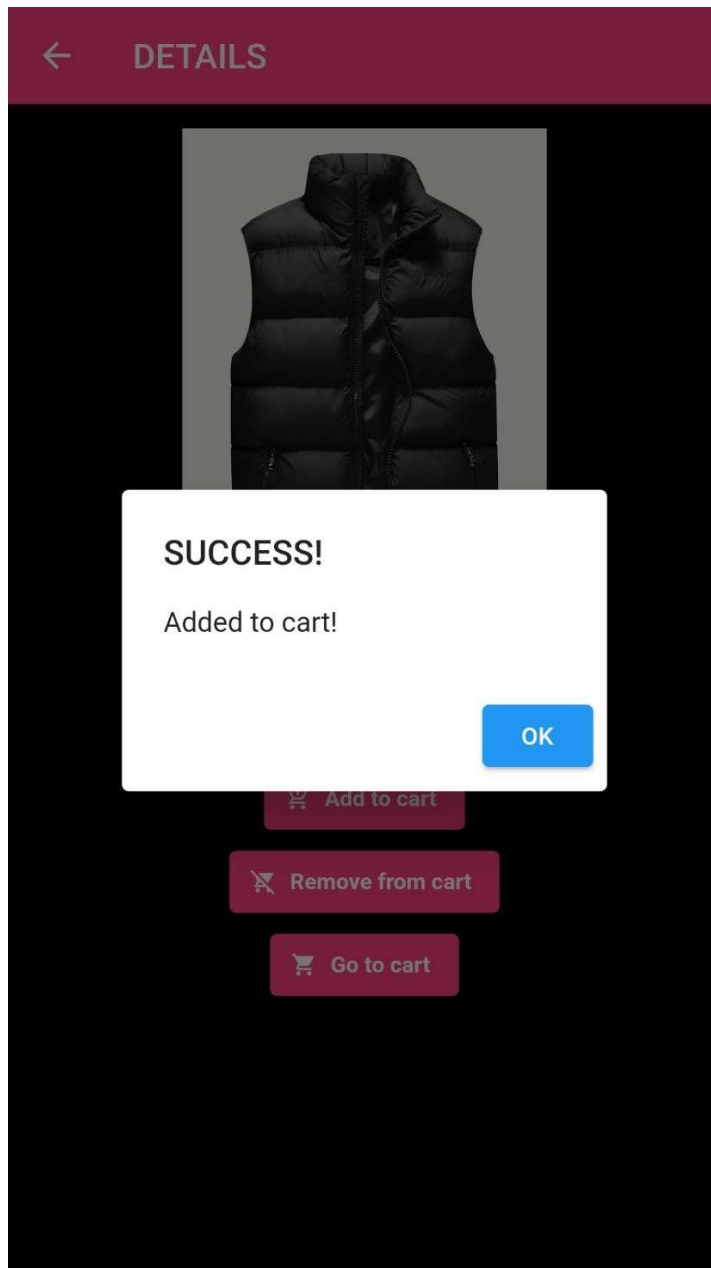 DETAILS
SUCCESS!
Added to cart!
OK
Add to cart
Remove from cart
Go to cart